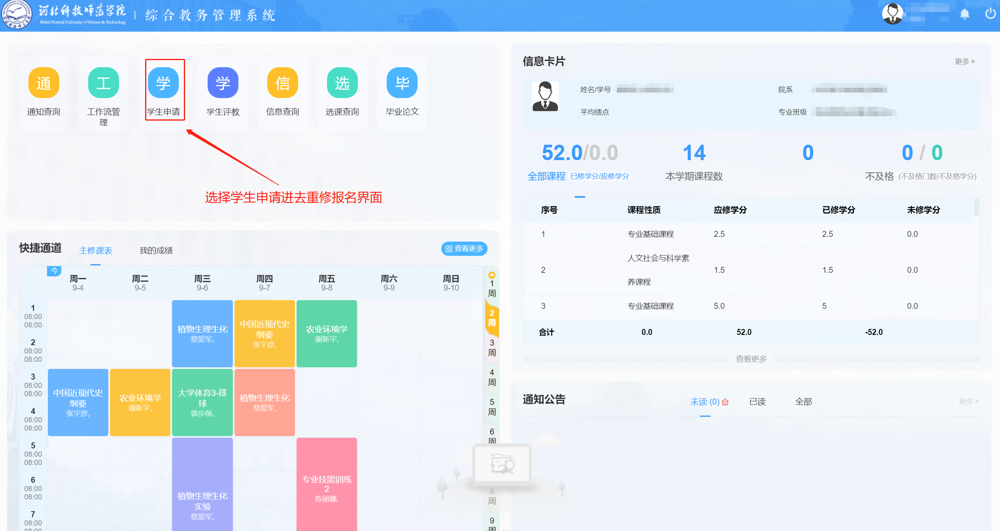 河北科技师范学院
Hebei Normal University of Science & Technology
综合教务管理系统
通
工
学
学
信
选
毕
通知查询
工作流管
理
学生申请
学生评教
信息查询
选课查询
毕业论文
选择学生申请进去重修报名界面
信息卡片
更多 >
姓名/学号
院系
平均绩点
专业班级
52.0/0.0
14
0
0 / 0
全部课程 已修学分/应修学分
本学期课程数
不及格 (不及格门数/不及格学分)
序号 课程性质 应修学分 已修学分 未修学分
1 专业基础课程 2.5 2.5 0.0
2 人文社会与科学素
养课程 1.5 1.5 0.0
3 专业基础课程 5.0 5 0.0
合计 0.0 52.0 -52.0
查看更多
快捷通道
主修课表
我的成绩
查看更多
今
周一 周二 周三 周四 周五 周六 周日
9-4 9-5 9-6 9-7 9-8 9-9 9-10
1
08:00
08:00
2
08:00
08:00
植物生理生化
蔡爱军,
中国近现代史
纲要
张宇彦,
农业环境学
谢新宇,
3
08:00
08:00
4
08:00
08:00
中国近现代史
纲要
张宇彦,
农业环境学
谢新宇,
大学体育3-排
球
郭步前,
植物生理生化
蔡爱军,
5
08:00
08:00
6
08:00
08:00
7
08:00
08:00
植物生理生化
实验
蔡爱军,
专业技能训练
2
陈丽娜,
1
周
2
周
3
周
4
周
5
周
6
周
8
周
9
周
通知公告
未读 (0)
已读
全部
更多 >